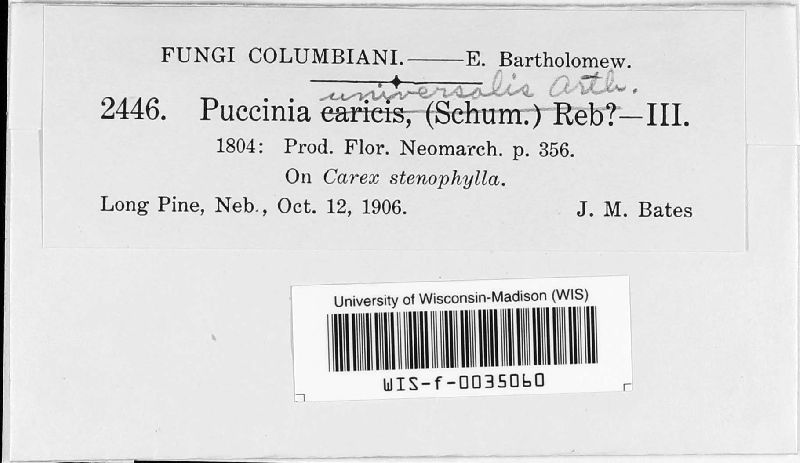 FUNGI COLUMBIANI.——E. Bartholomew.
universalis Arth.
2446. Puccinia caricis, (Schum.) Reb?—III.
1804: Prod. Flor. Neomarch. p. 356.
On Carex stenophylla.
Long Pine, Neb., Oct. 12, 1906. J. M. Bates
University of Wisconsin-Madison (WIS)
WIS-f-0035060